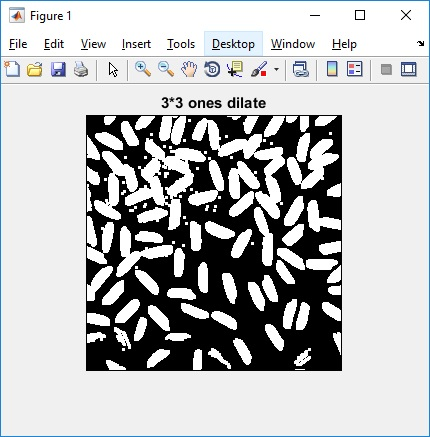 Figure 1
File Edit View Insert Tools Desktop Window Help
3*3 ones dilate